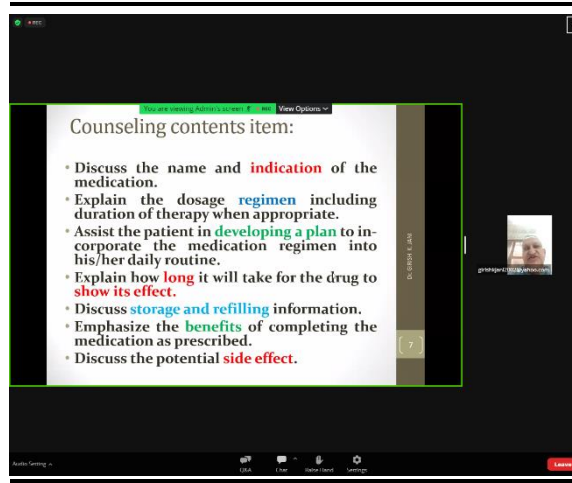 REC
You are viewing Admin's screen REC View Options
Counseling contents item:
• Discuss the name and indication of the
medication.
• Explain the dosage regimen including
duration of therapy when appropriate.
• Assist the patient in developing a plan to in-
corporate the medication regimen into
his/her daily routine.
• Explain how long it will take for the drug to
show its effect.
• Discuss storage and refilling information.
• Emphasize the benefits of completing the
medication as prescribed.
• Discuss the potential side effect.
Dr. GIRISH K. JANI
7
Audio Setting
Q&A Chat Raise Hand Settings
Leave